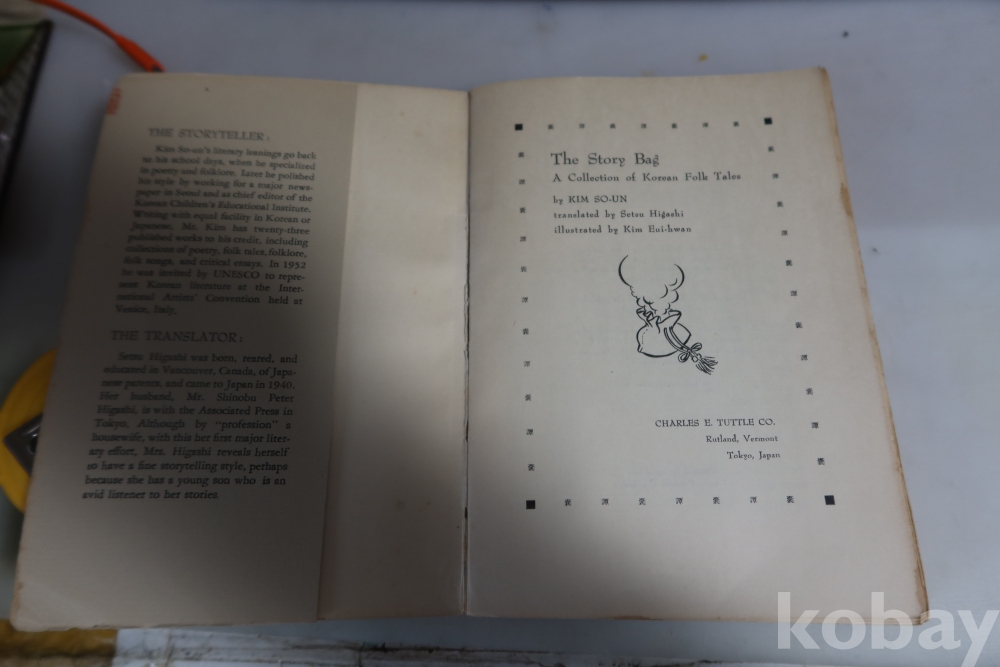 THE STORYTELLER:
Kim So-un's literary leanings go back
to his school days, when he specialized
in poetry and folklore. Later he polished
his style by working for a major news-
paper in Seoul and as chief editor of the
Korean Children's Educational Institute.
Writing with equal facility in Korean or
Japanese, Mr. Kim has twenty-three
published works to his credit, including
collections of poetry, folk tales, folklore,
folk songs, and critical essays. In 1952
he was invited by UNESCO to repre-
sent Korean literature at the Inter-
national Artists' Convention held at
Venice, Italy.
THE TRANSLATOR:
Setsu Higashi was born, reared, and
educated in Vancouver, Canada, of Japa-
nese parents, and came to Japan in 1940.
Her husband, Mr. Shinobu Peter
Higashi, is with the Associated Press in
Tokyo. Although by "profession" a
housewife, with this her first major liter-
ary effort, Mrs. Higashi reveals herself
to have a fine storytelling style, perhaps
because she has a young son who is an
avid listener to her stories.
The Story Bag
A Collection of Korean Folk Tales
by KIM SO-UN
translated by Setsu Higashi
illustrated by Kim Eui-hwan
CHARLES E. TUTTLE CO.
Rutland, Vermont
Tokyo, Japan
kobay